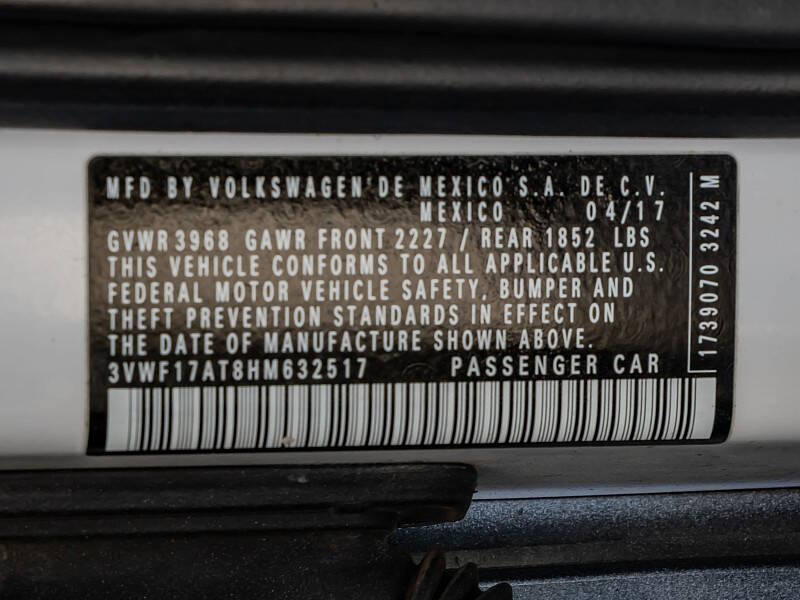 MFD BY VOLKSWAGEN DE MEXICO S.A. DE C.V.
MEXICO 04/17
GVWR 3968 GAWR FRONT 2227 / REAR 1852 LBS
THIS VEHICLE CONFORMS TO ALL APPLICABLE U.S.
FEDERAL MOTOR VEHICLE SAFETY, BUMPER AND
THEFT PREVENTION STANDARDS IN EFFECT ON
THE DATE OF MANUFACTURE SHOWN ABOVE.
3VWF17AT8HM632517 PASSENGER CAR
1739070 3242 M